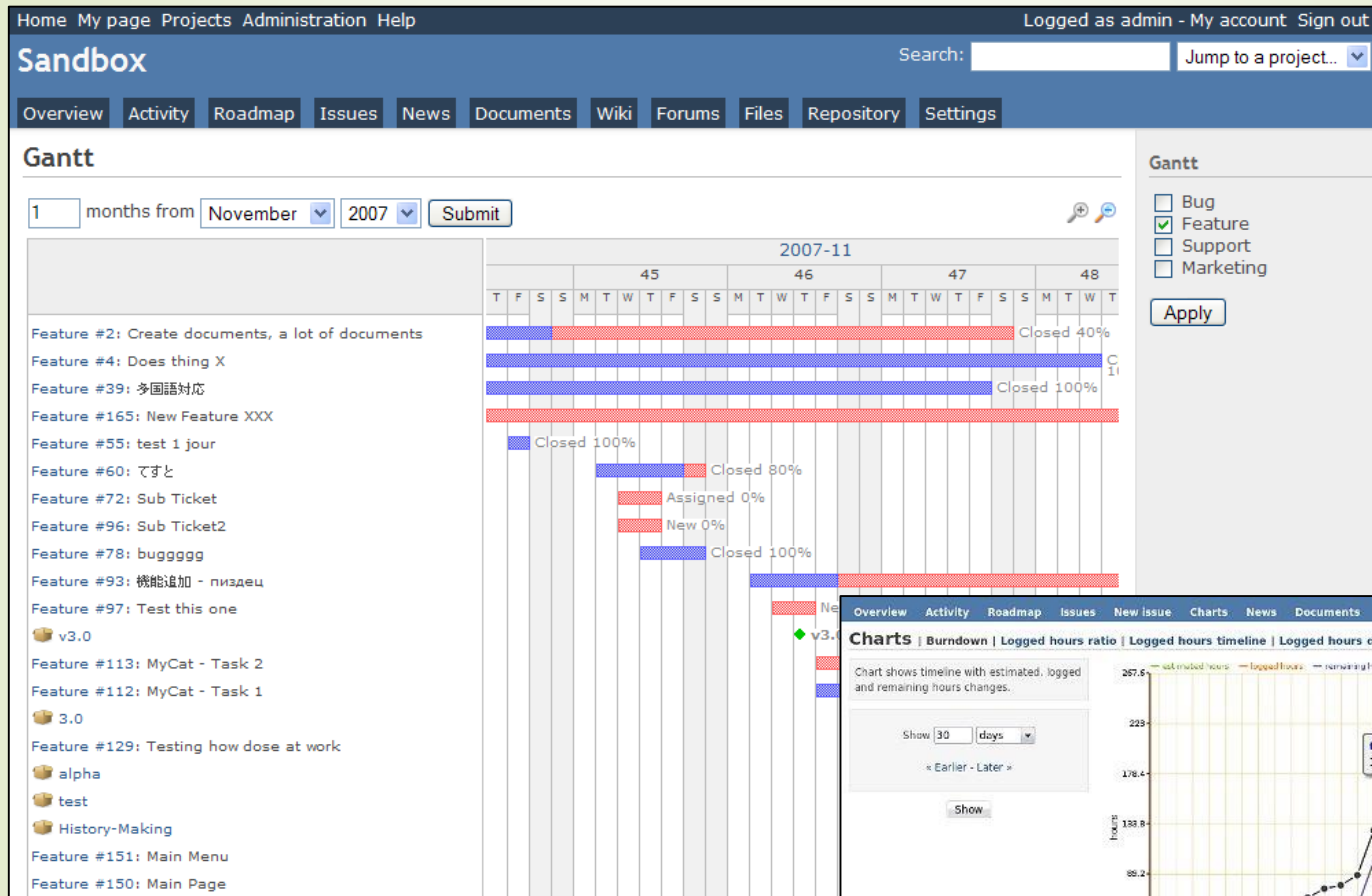 Home My page Projects Administration Help Logged as admin - My account Sign out
Sandbox Search: Jump to a project...
Overview Activity Roadmap Issues News Documents Wiki Forums Files Repository Settings
Gantt
1 months from November 2007 Submit
2007-11
45 46 47 48
T F S S M T W T F S S M T W T F S S M T W T F S S M T W T
Feature #2: Create documents, a lot of documents Closed 40%
Feature #4: Does thing X
Feature #39: 多国語対応 Closed 100%
Feature #165: New Feature XXX
Feature #55: test 1 jour Closed 100%
Feature #60: てすと Closed 80%
Feature #72: Sub Ticket Assigned 0%
Feature #96: Sub Ticket2 New 0%
Feature #78: buggggg Closed 100%
Feature #93: 機能追加 - пиздец
Feature #97: Test this one Ne
v3.0 v3.0
Feature #113: MyCat - Task 2
Feature #112: MyCat - Task 1
3.0
Feature #129: Testing how dose at work
alpha
test
History-Making
Feature #151: Main Menu
Feature #150: Main Page
Gantt
Bug
Feature
Support
Marketing
Apply
Overview Activity Roadmap Issues New issue Charts News Documents
Charts | Burndown | Logged hours ratio | Logged hours timeline | Logged hours
Chart shows timeline with estimated, logged
and remaining hours changes.
Show 30 days
« Earlier - Later »
Show
estimated hours logged hours remaining
267.6
223
178.4
133.8
89.2
hours